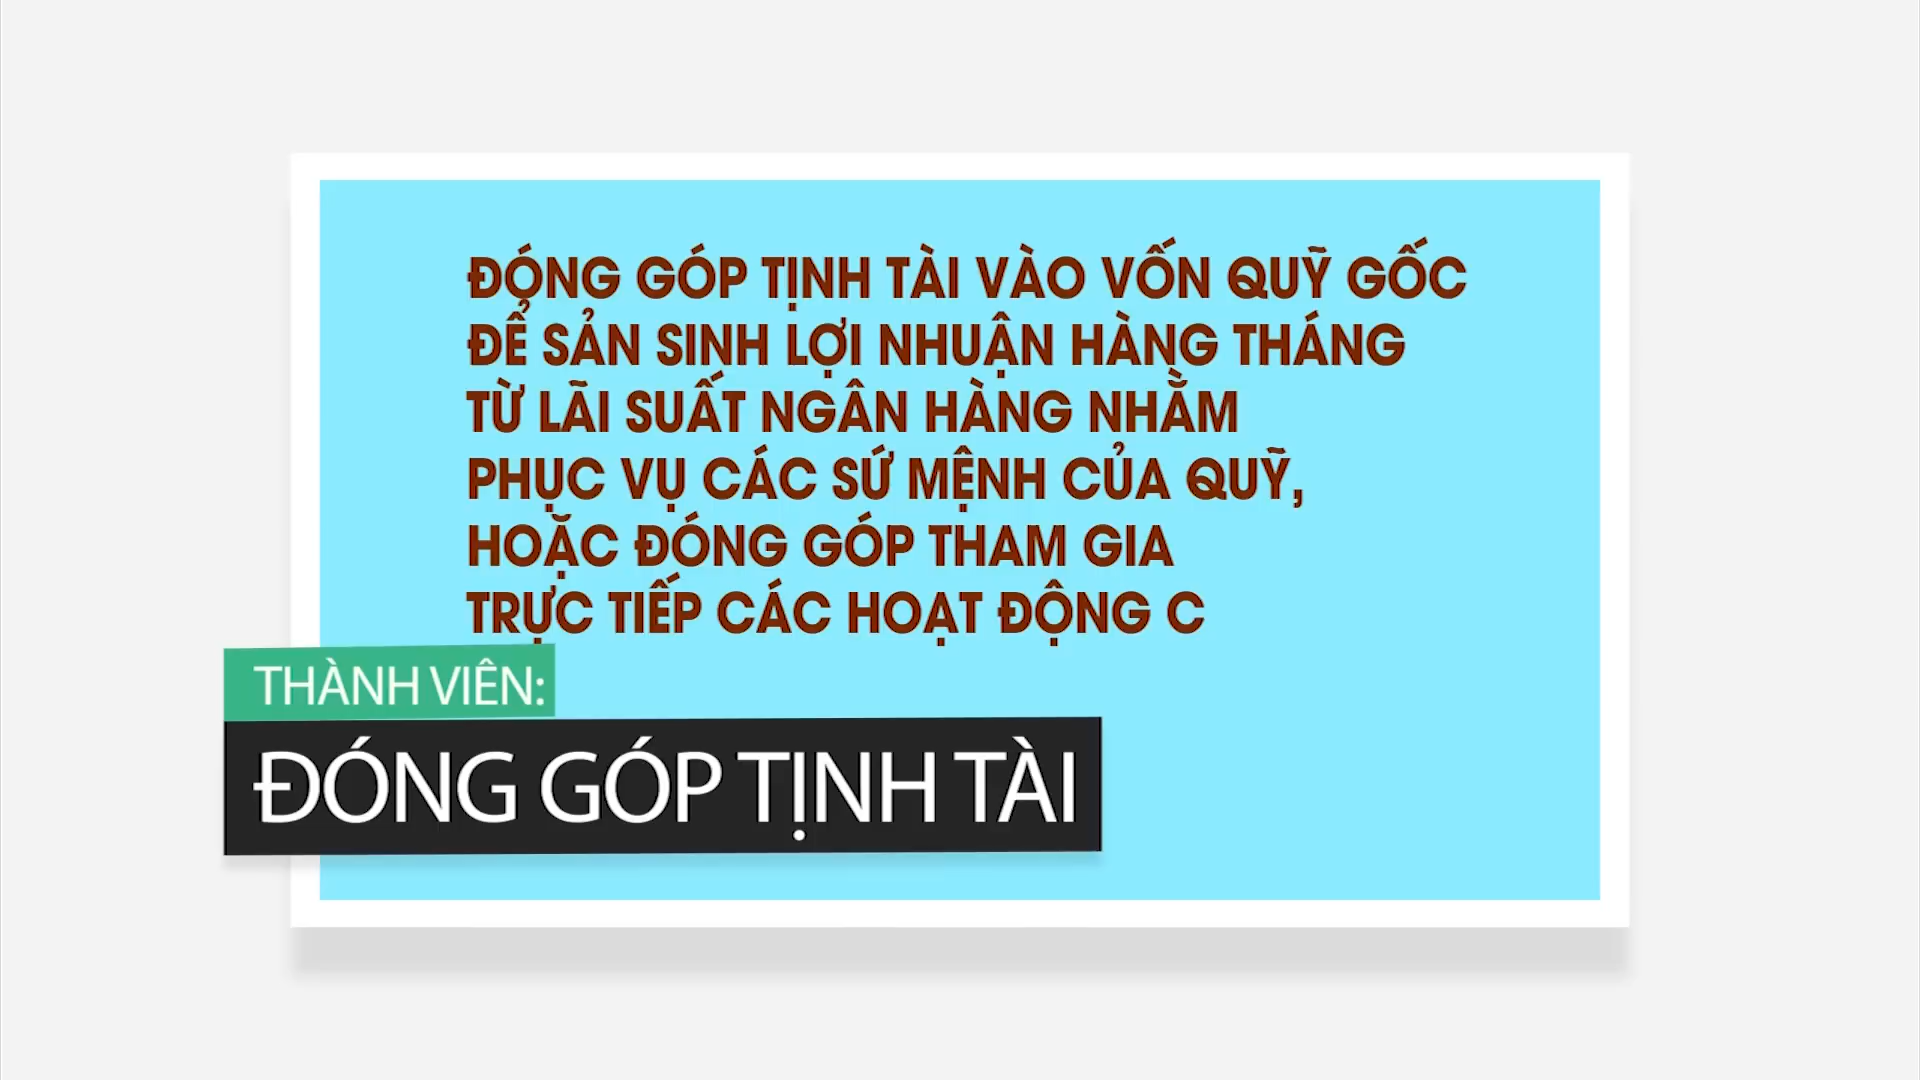 ĐÓNG GÓP TỊNH TÀI VÀO VỐN QUỸ GỐC
ĐỂ SẢN SINH LỢI NHUẬN HÀNG THÁNG
TỪ LÃI SUẤT NGÂN HÀNG NHẰM
PHỤC VỤ CÁC SỨ MỆNH CỦA QUỸ,
HOẶC ĐÓNG GÓP THAM GIA
TRỰC TIẾP CÁC HOẠT ĐỘNG C
THÀNH VIÊN:
ĐÓNG GÓP TỊNH TÀI